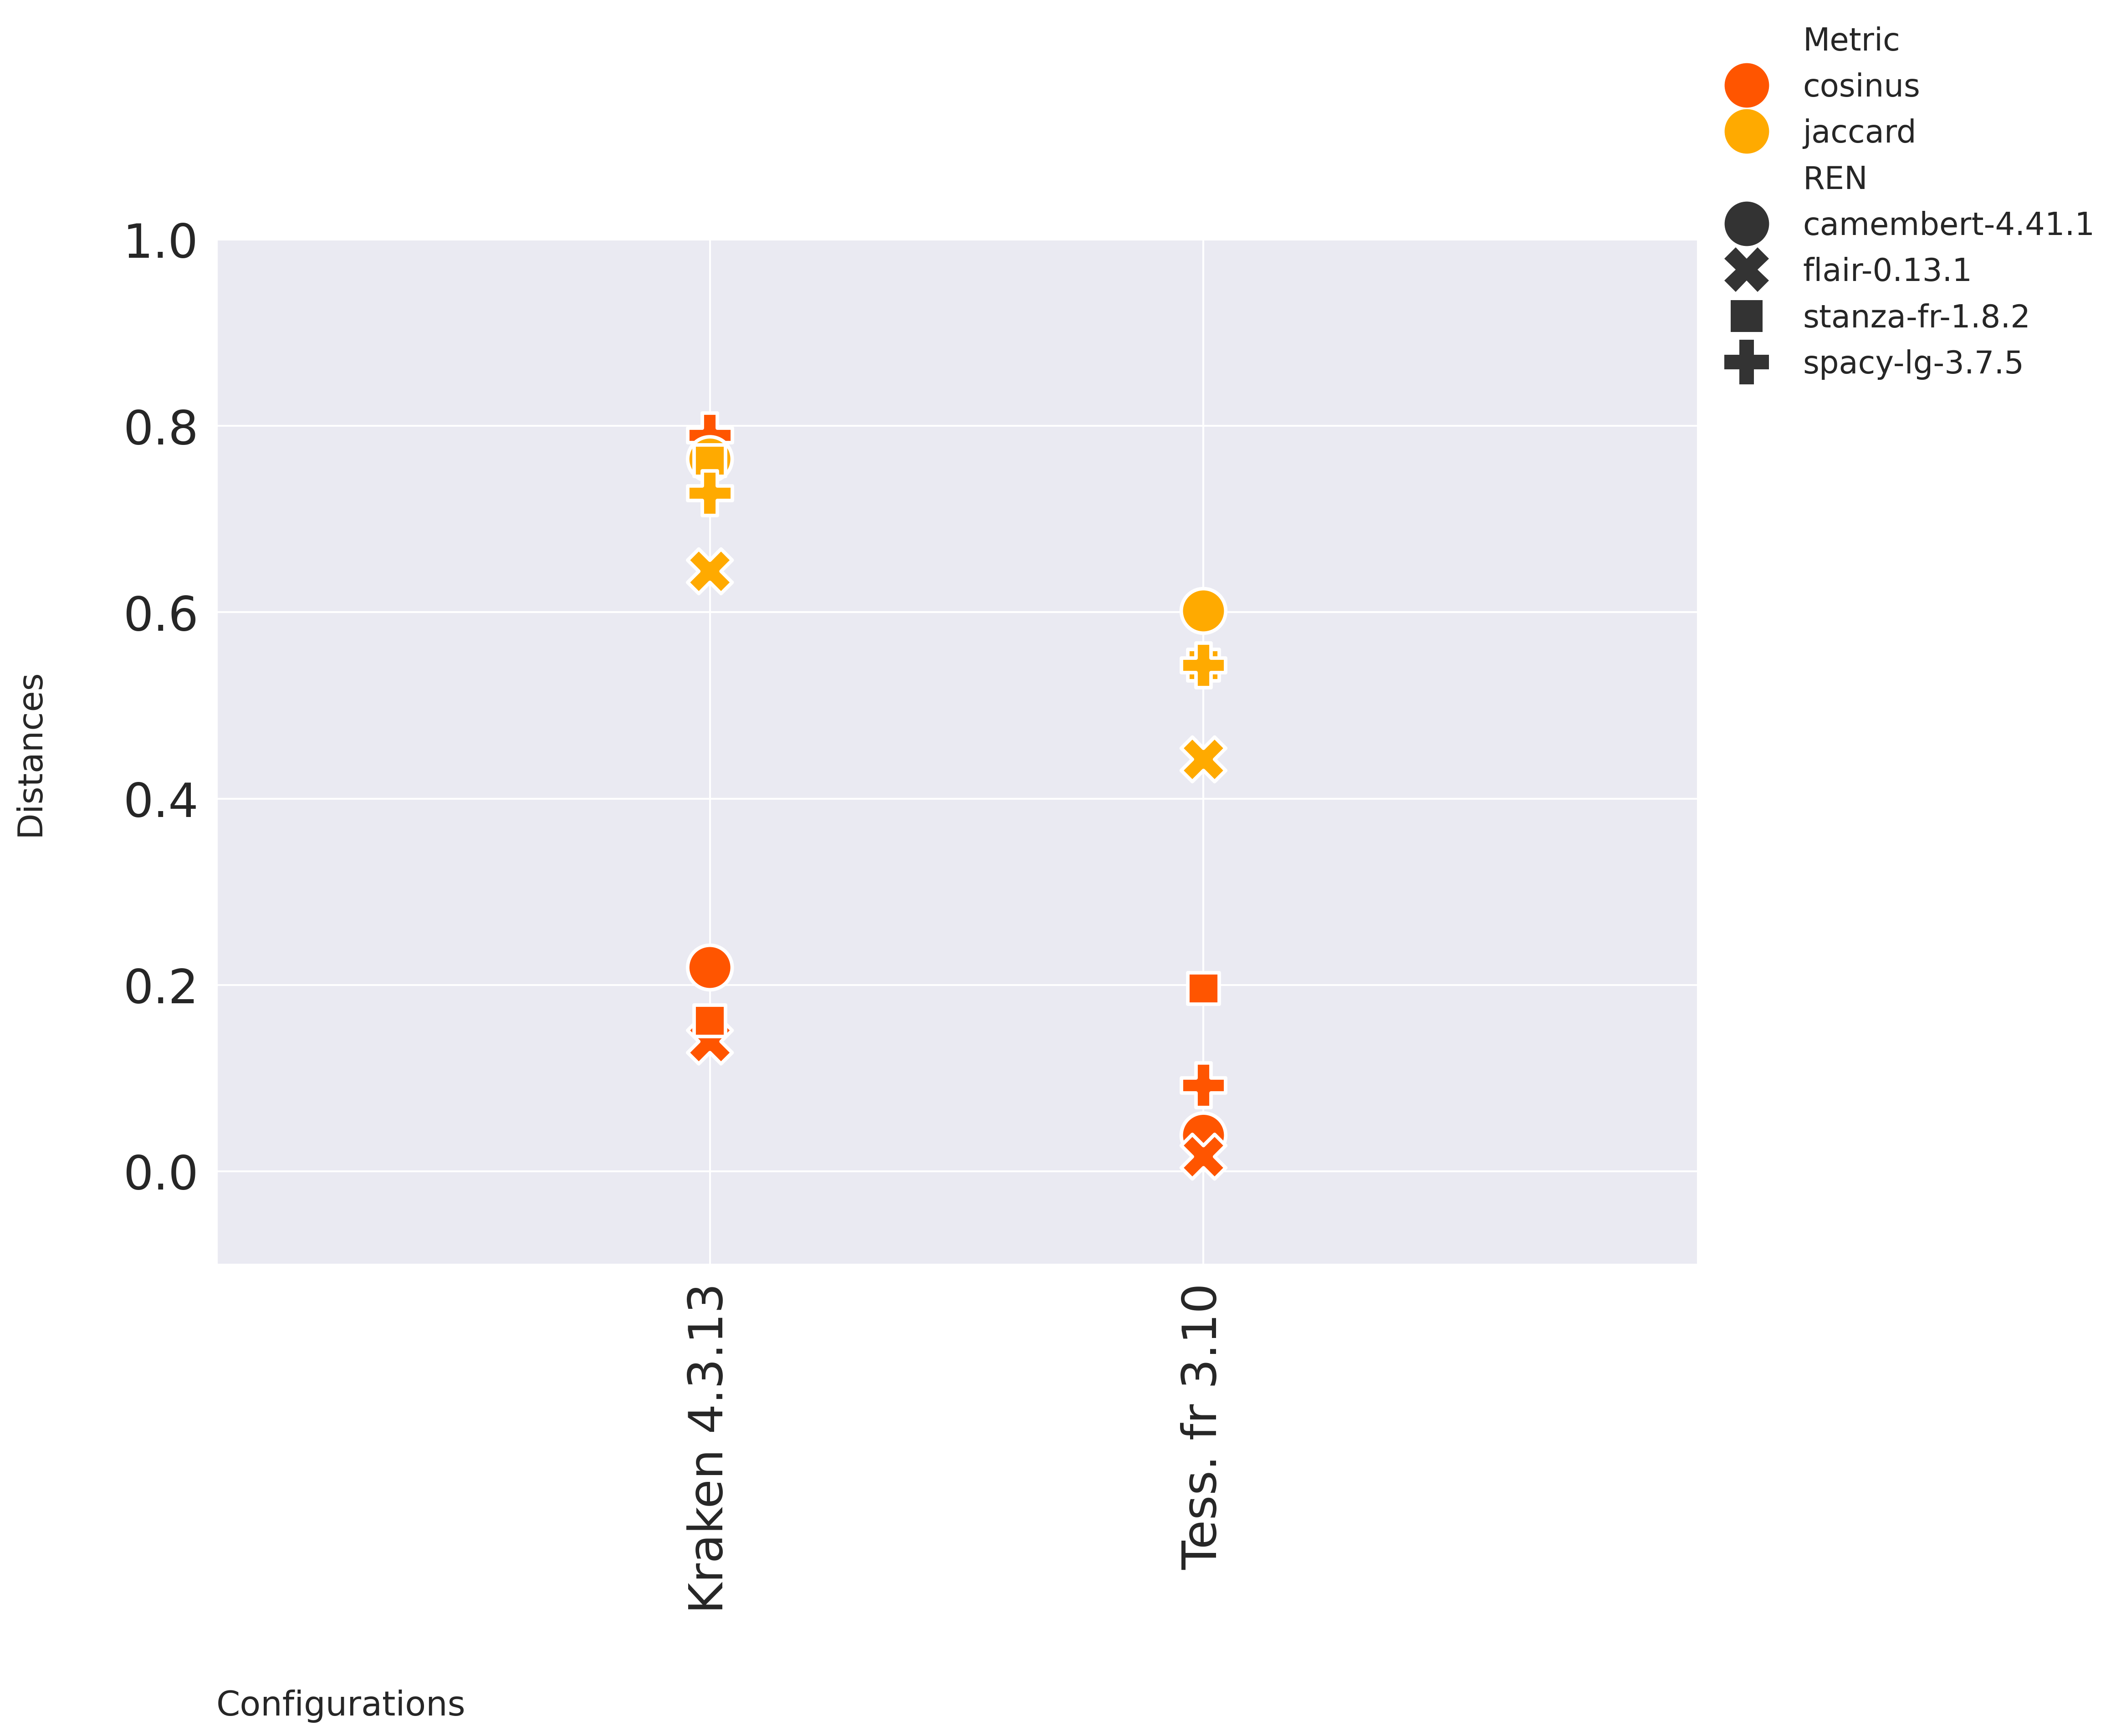 Metric
cosinus
jaccard
REN
camembert-4.41.1
flair-0.13.1
stanza-fr-1.8.2
spacy-lg-3.7.5
1.0
0.8
0.6
0.4
0.2
0.0
Distances
Kraken 4.3.13
Tess. fr 3.10
Configurations